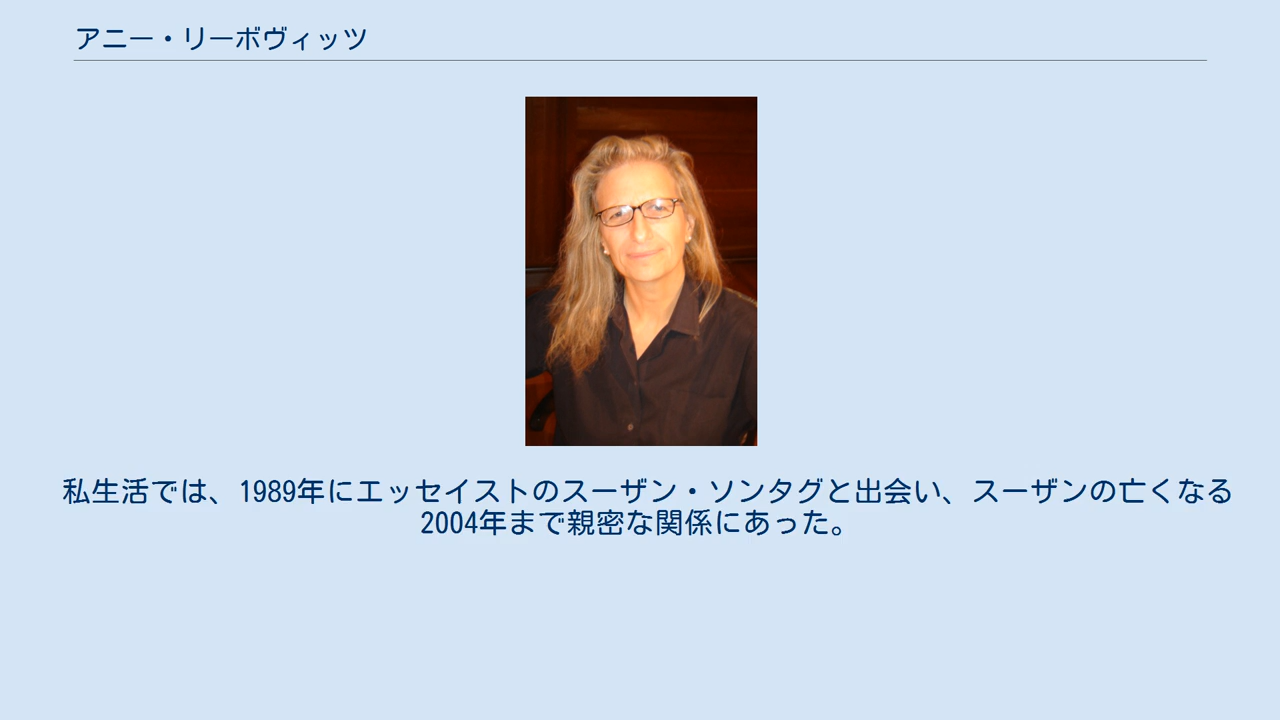 アニー・リーボヴィッツ
私生活では、1989年にエッセイストのスーザン・ソンタグと出会い、スーザンの亡くなる
2004年まで親密な関係にあった。